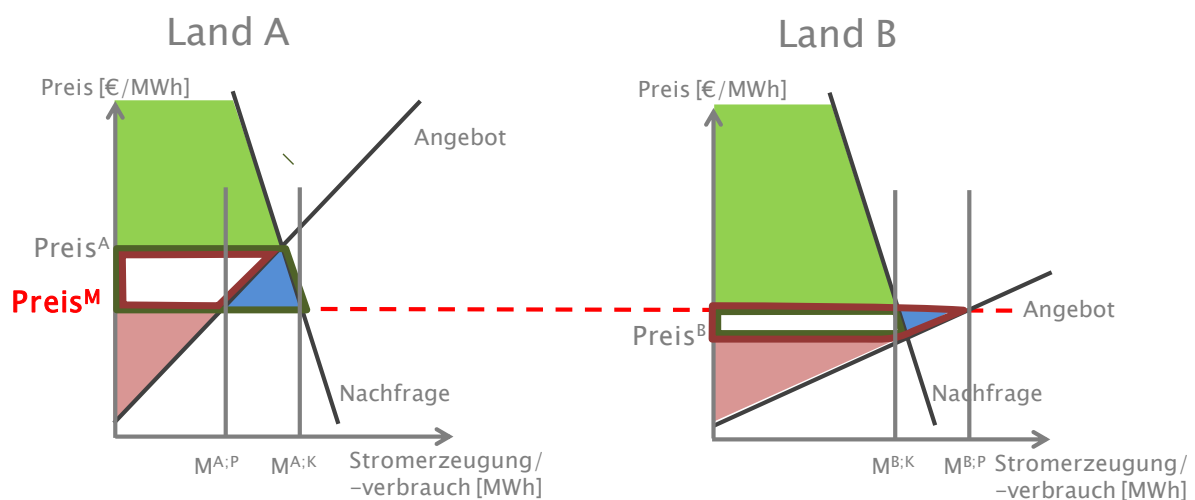 Land A
Preis [€/MWh]
Angebot
Preisᴬ
Preisᴹ
Nachfrage
Mᴬ;ᴾ
Mᴬ;ᴷ
Stromerzeugung/
-verbrauch [MWh]
Land B
Preis [€/MWh]
Angebot
Preisᴮ
Nachfrage
Mᴮ;ᴷ
Mᴮ;ᴾ
Stromerzeugung/
-verbrauch [MWh]